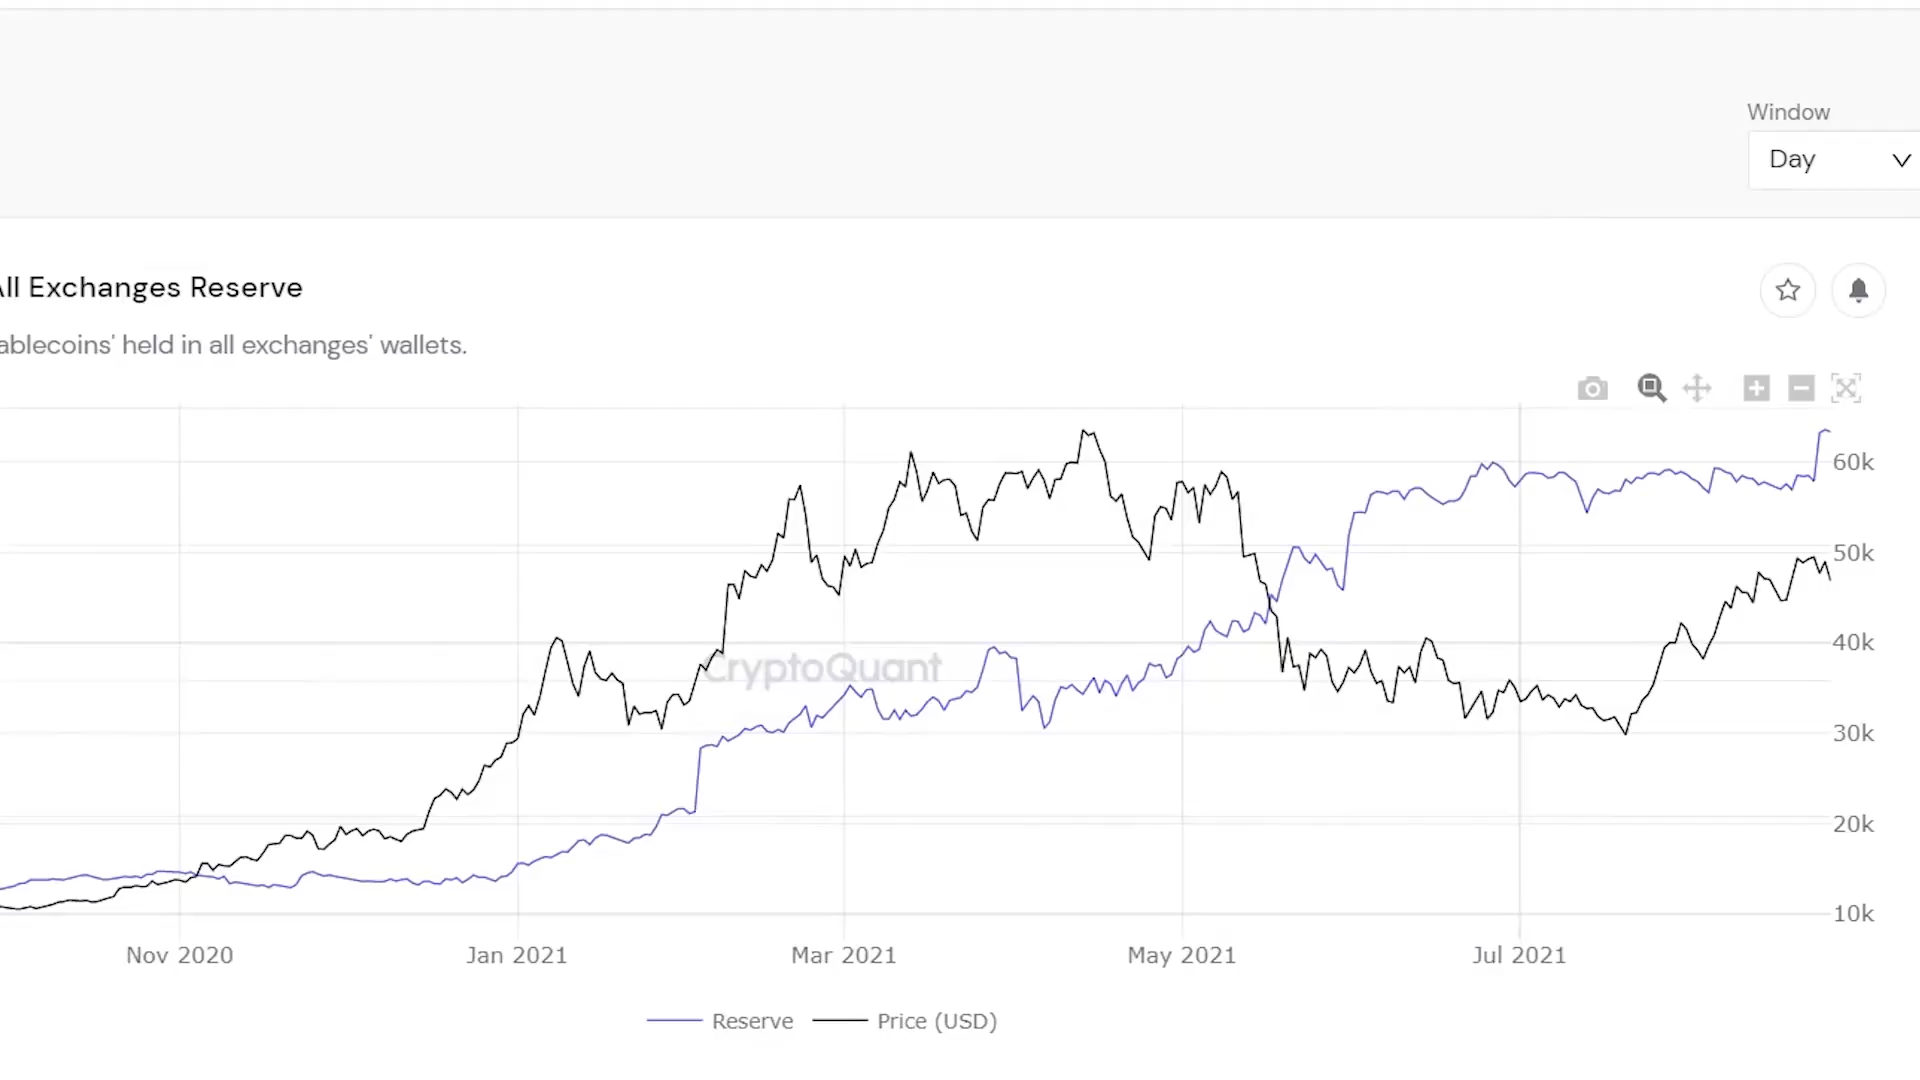 Window
Day
All Exchanges Reserve
ablecoins' held in all exchanges' wallets.
60k
50k
40k
30k
20k
10k
CryptoQuant
Nov 2020 Jan 2021 Mar 2021 May 2021 Jul 2021
Reserve Price (USD)